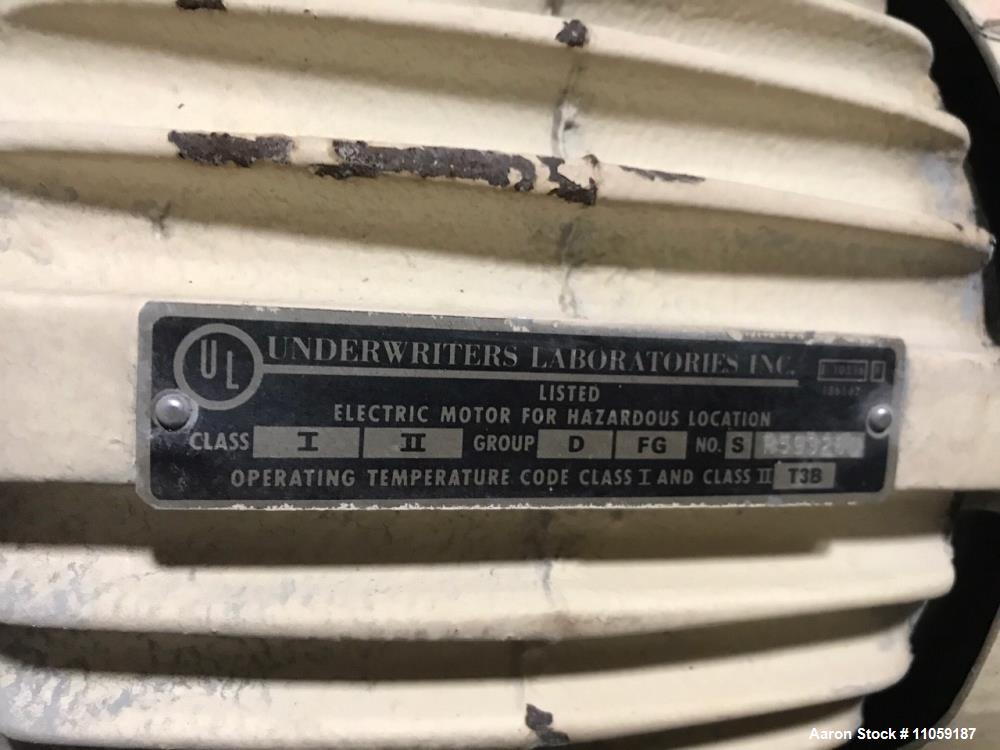 UL UNDERWRITERS LABORATORIES INC.
LISTED
ELECTRIC MOTOR FOR HAZARDOUS LOCATION
CLASS I II GROUP D FG NO. S
OPERATING TEMPERATURE CODE CLASS I AND CLASS II T3B
Aaron Stock # 11059187